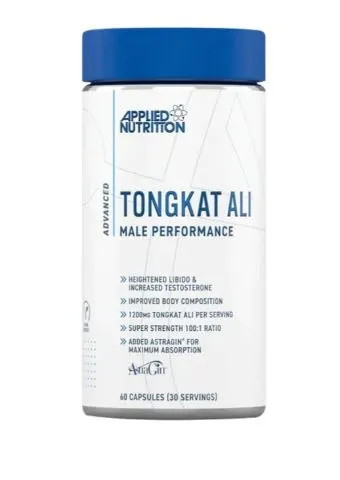 APPLIED
NUTRITION
ADVANCED
TONGKAT ALI
MALE PERFORMANCE
» HEIGHTENED LIBIDO &
INCREASED TESTOSTERONE
» IMPROVED BODY COMPOSITION
» 1200MG TONGKAT ALI PER SERVING
» SUPER STRENGTH 100:1 RATIO
» ADDED ASTRAGIN® FOR
MAXIMUM ABSORPTION
AstraGin™
60 CAPSULES (30 SERVINGS)